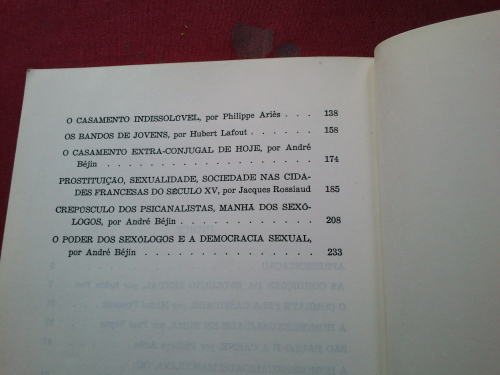 O CASAMENTO INDISSOLÚVEL, por Philippe Ariès . . . 138
OS BANDOS DE JOVENS, por Hubert Lafout . . . . . . 158
O CASAMENTO EXTRA-CONJUGAL DE HOJE, por André
Béjin . . . . . . . . . . . . . . . . . 174
PROSTITUIÇÃO, SEXUALIDADE, SOCIEDADE NAS CIDA-
DES FRANCESAS DO SÉCULO XV, por Jacques Rossiaud 185
CREPÚSCULO DOS PSICANALISTAS, MANHÃ DOS SEXÓ-
LOGOS, por André Béjin . . . . . . . . . . 208
O PODER DOS SEXÓLOGOS E A DEMOCRACIA SEXUAL,
por André Béjin . . . . . . . . . . . . . 233